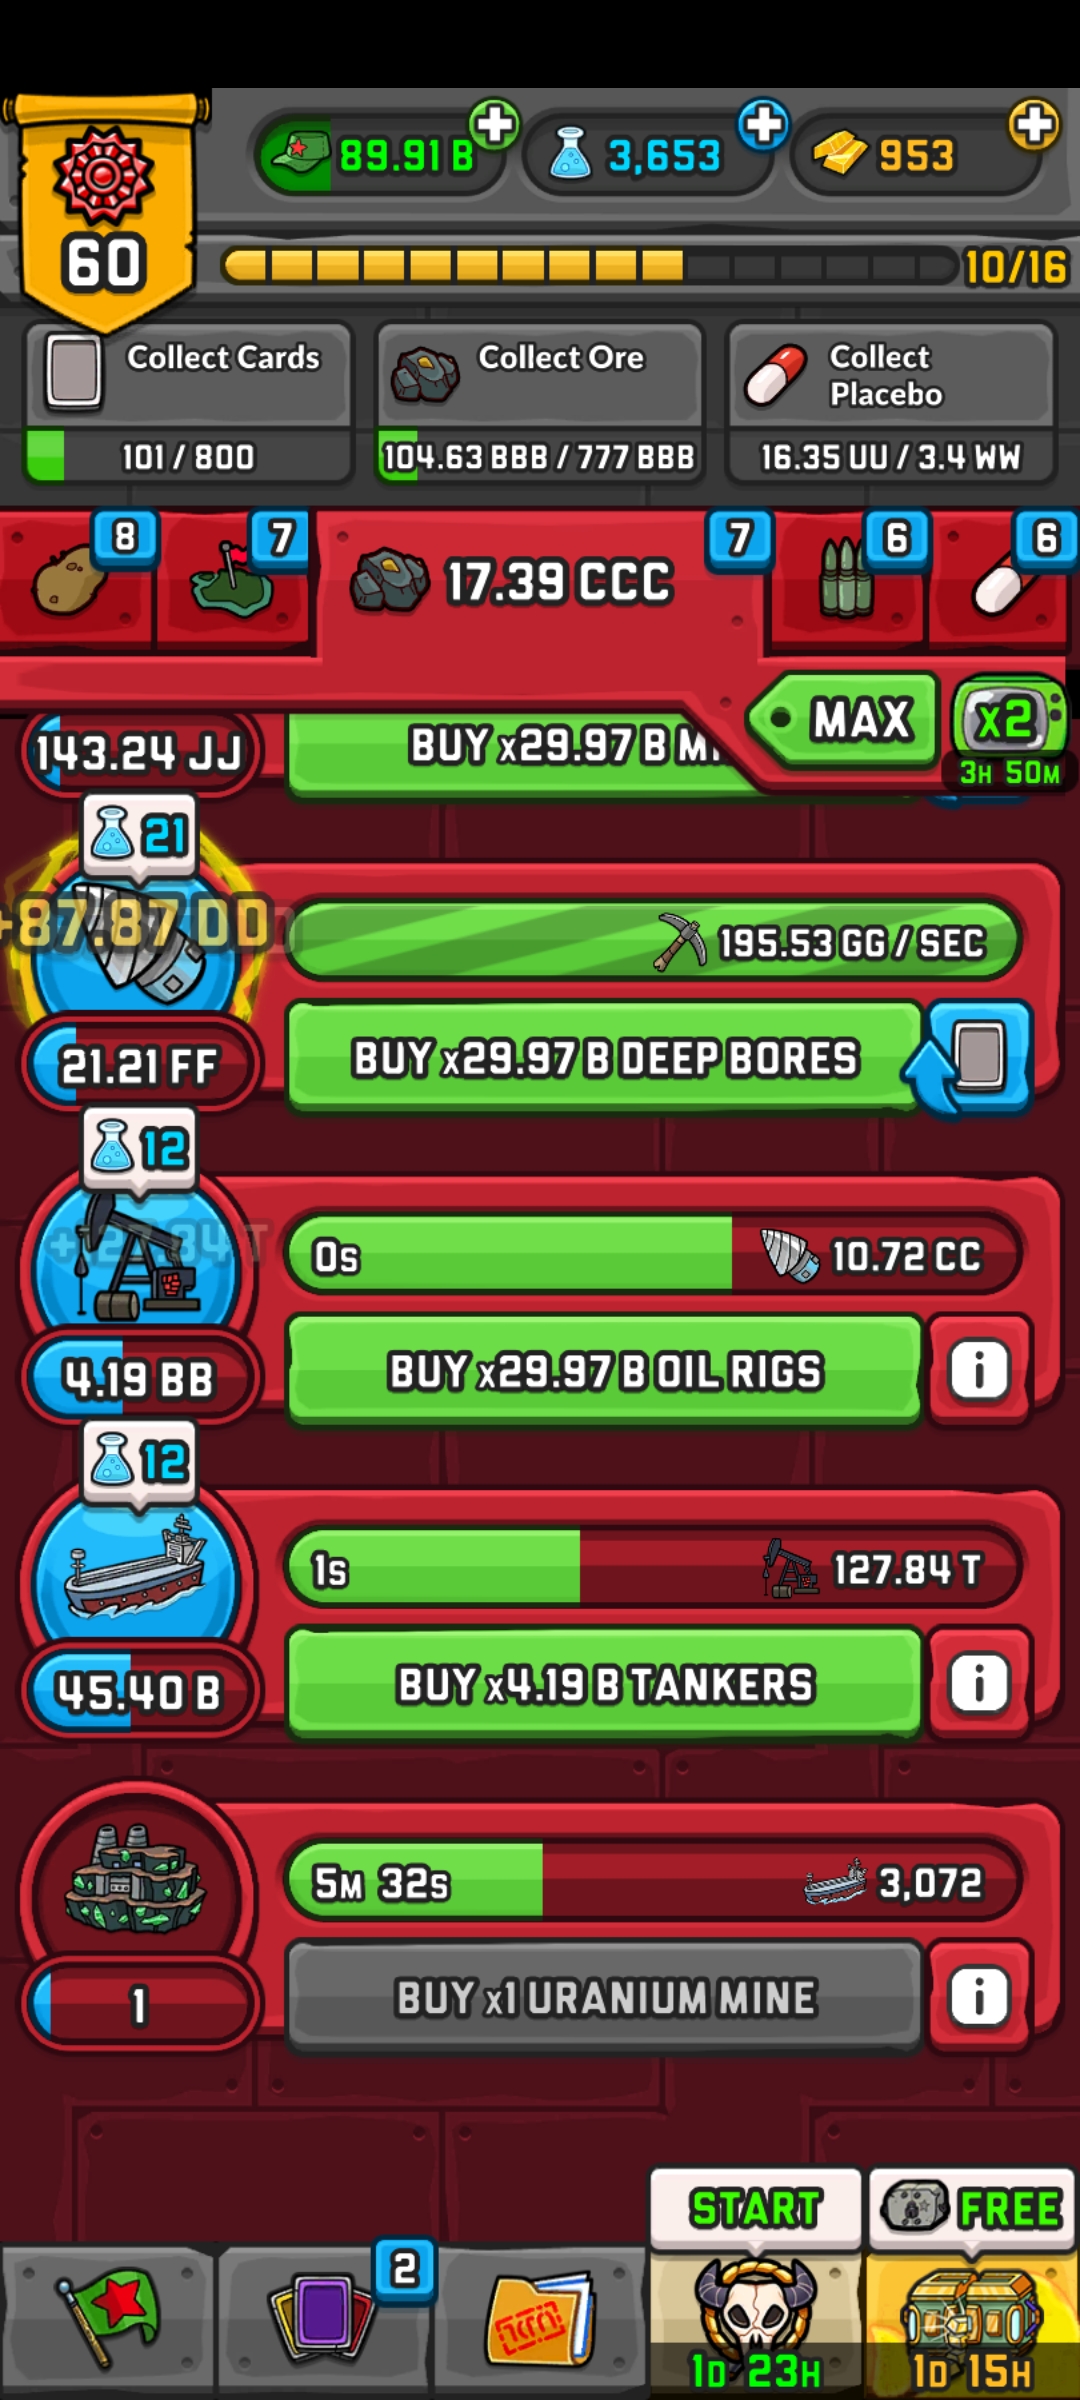 60
89.91 B
3,653
953
10/16
Collect Cards
101 / 800
Collect Ore
104.63 BBB / 777 BBB
Collect
Placebo
16.35 UU / 3.4 WW
8
7
17.39 CCC
7
6
6
MAX
x2
3H 50M
143.24 JJ
BUY x29.97 B
21
+87.87 DD
195.53 GG / SEC
21.21 FF
BUY x29.97 B DEEP BORES
12
+127.84 T
0s
10.72 CC
4.19 BB
BUY x29.97 B OIL RIGS
12
1s
127.84 T
45.40 B
BUY x4.19 B TANKERS
5M 32s
3,072
1
BUY x1 URANIUM MINE
START
FREE
2
1D 23H
1D 15H